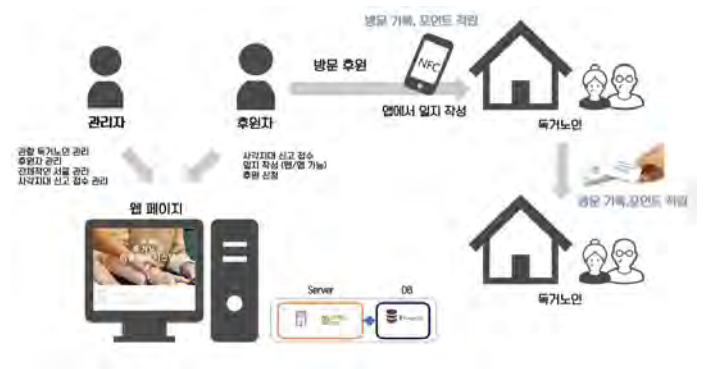 방문 기록, 포인트 적립
NFC
방문 후원
앱에서 일지 작성
관리자
후원자
독거노인
관할 독거노인 관리
후원자 관리
전체적인 서열 관리
사각지대 신고 접수 관리
사각지대 신고 접수
일지 작성 (웹/앱 가능)
후원 신청
방문 기록,포인트 적립
웹 페이지
독거노인
Server
DB